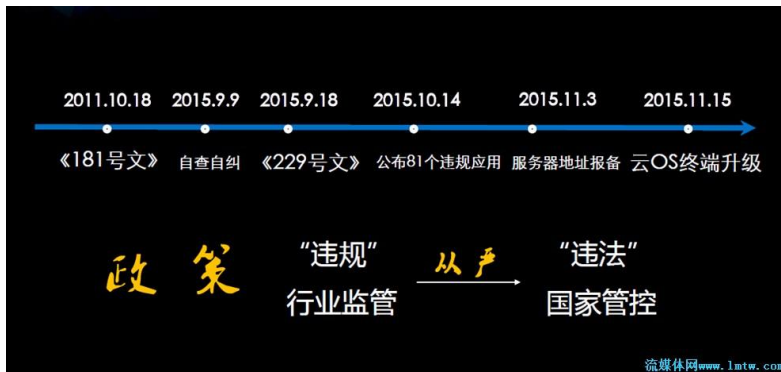 2011.10.18 2015.9.9 2015.9.18 2015.10.14 2015.11.3 2015.11.15
《181号文》 自查自纠 《229号文》 公布81个违规应用 服务器地址报备 云OS终端升级
政策 “违规” 从严 “违法”
行业监管 国家管控
流媒体网www.lmtw.com